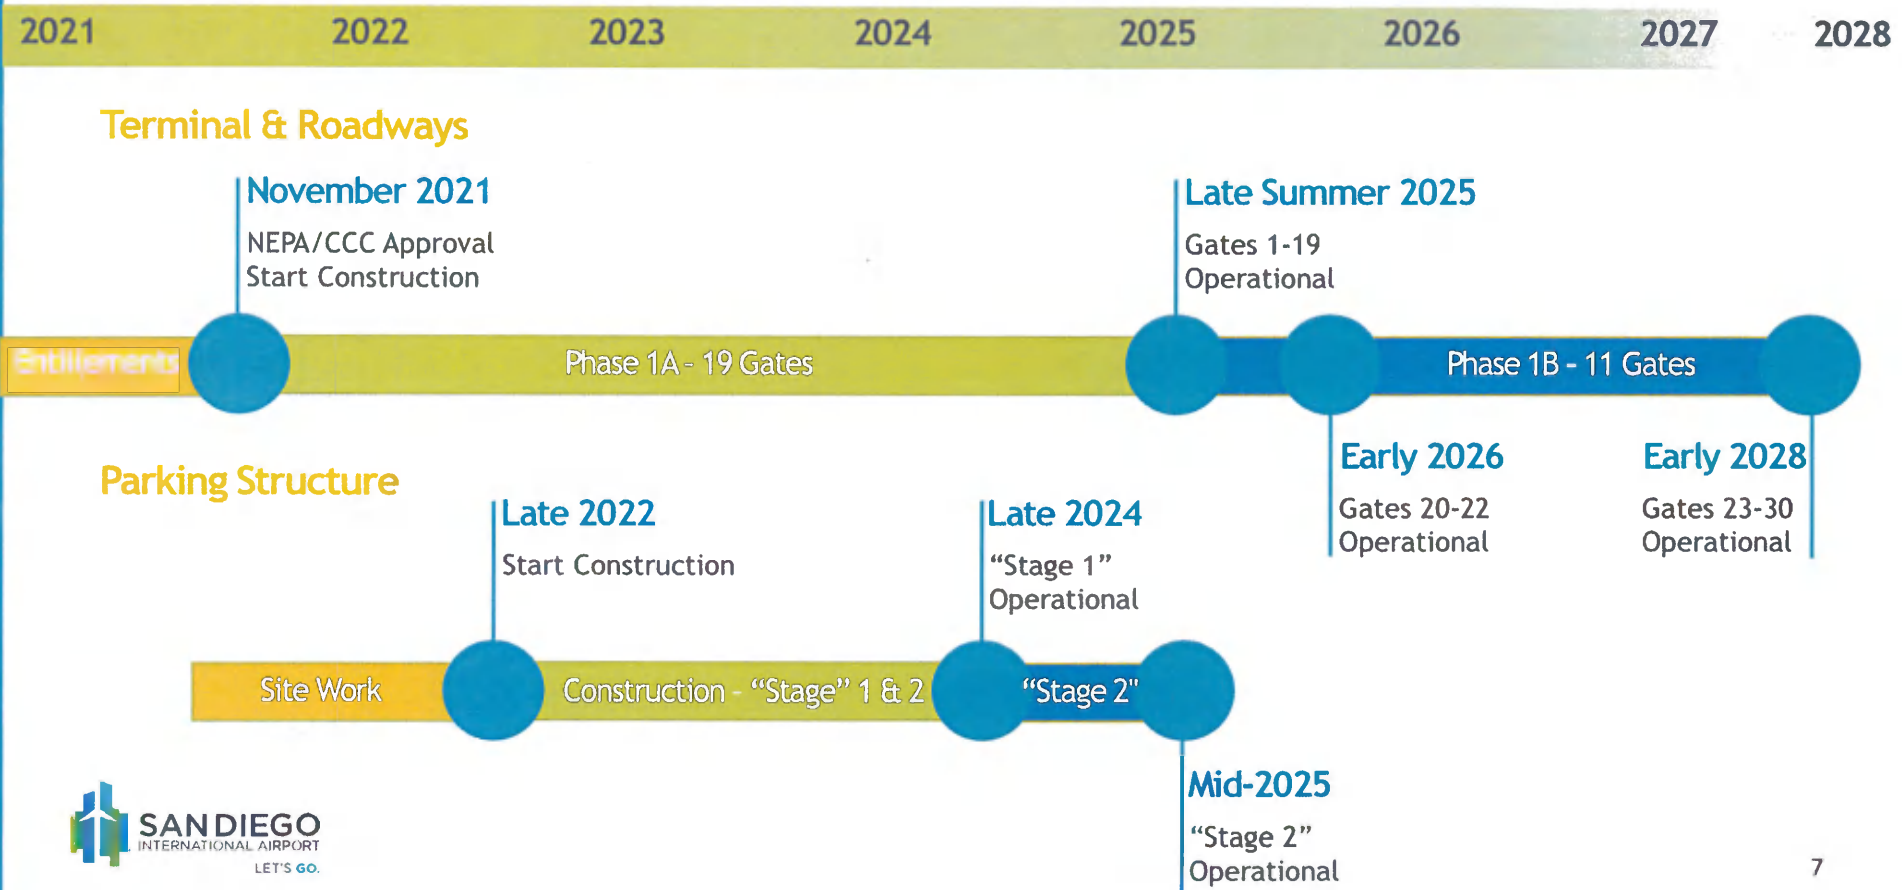 2021 2022 2023 2024 2025 2026 2027 2028
Terminal & Roadways
November 2021
NEPA/CCC Approval
Start Construction
Late Summer 2025
Gates 1-19
Operational
Entitlements
Phase 1A - 19 Gates
Phase 1B - 11 Gates
Early 2026
Gates 20-22
Operational
Early 2028
Gates 23-30
Operational
Parking Structure
Late 2022
Start Construction
Late 2024
“Stage 1”
Operational
Site Work
Construction - “Stage” 1 & 2
“Stage 2"
Mid-2025
“Stage 2”
Operational
SAN DIEGO
INTERNATIONAL AIRPORT
LET'S GO.
7